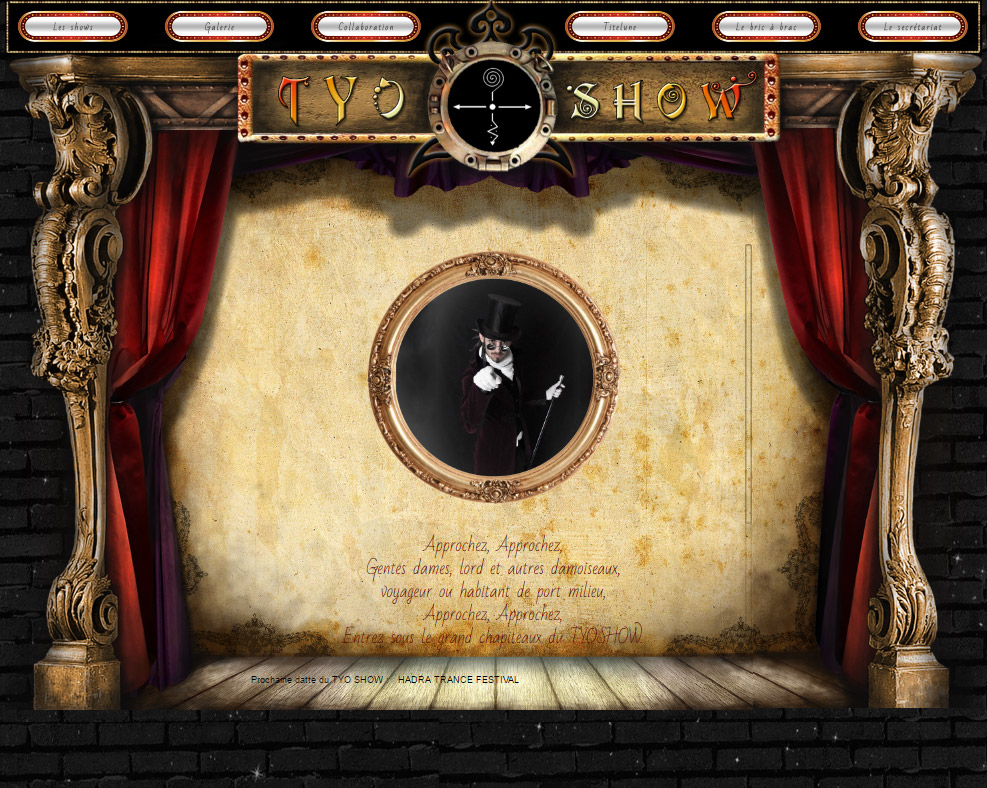 Les shows
Galerie
Collaboration
Titelune
Le bric à brac
Le secrétariat
TYO SHOW
Approchez, Approchez,
Gentes dames, lord et autres damoiseaux,
voyageur ou habitant de port milieu,
Approchez, Approchez,
Entrez sous le grand chapiteaux du TYOSHOW
Prochaine datte du TYO SHOW : HADRA TRANCE FESTIVAL